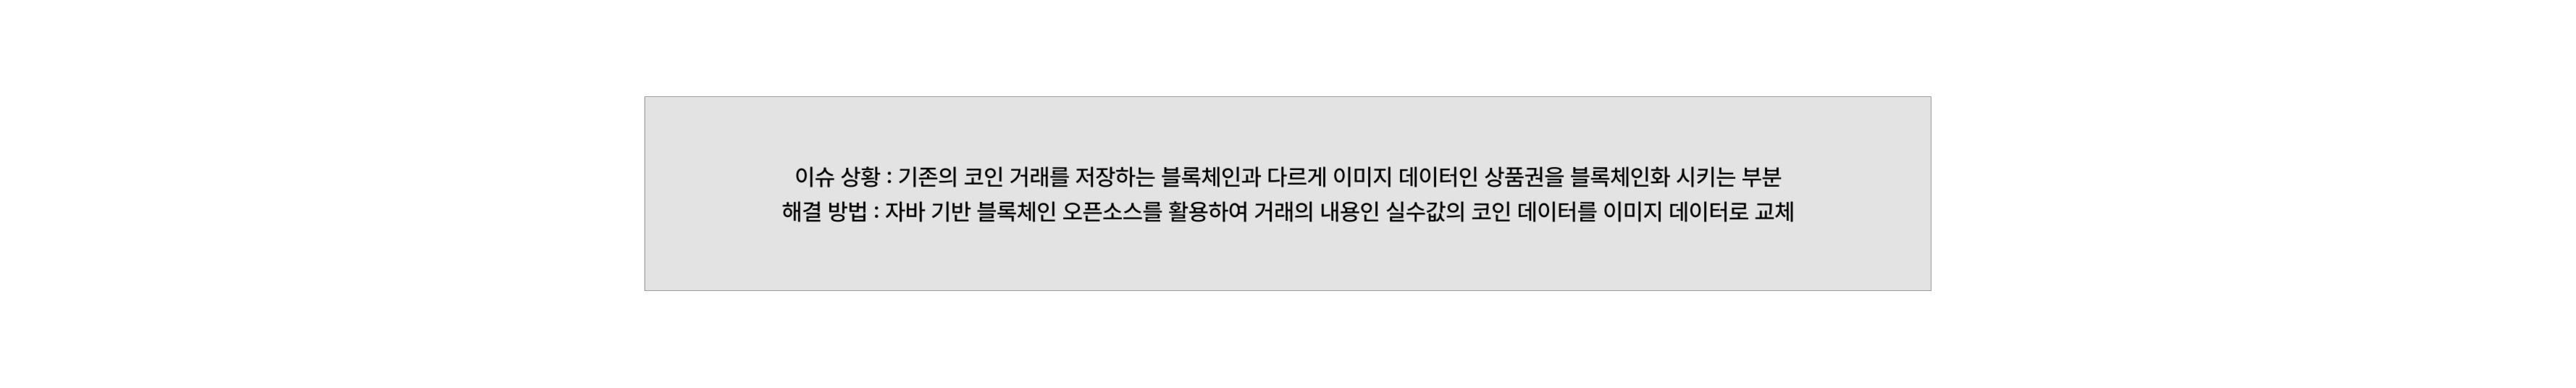 이슈 상황 : 기존의 코인 거래를 저장하는 블록체인과 다르게 이미지 데이터인 상품권을 블록체인화 시키는 부분
해결 방법 : 자바 기반 블록체인 오픈소스를 활용하여 거래의 내용인 실수값의 코인 데이터를 이미지 데이터로 교체